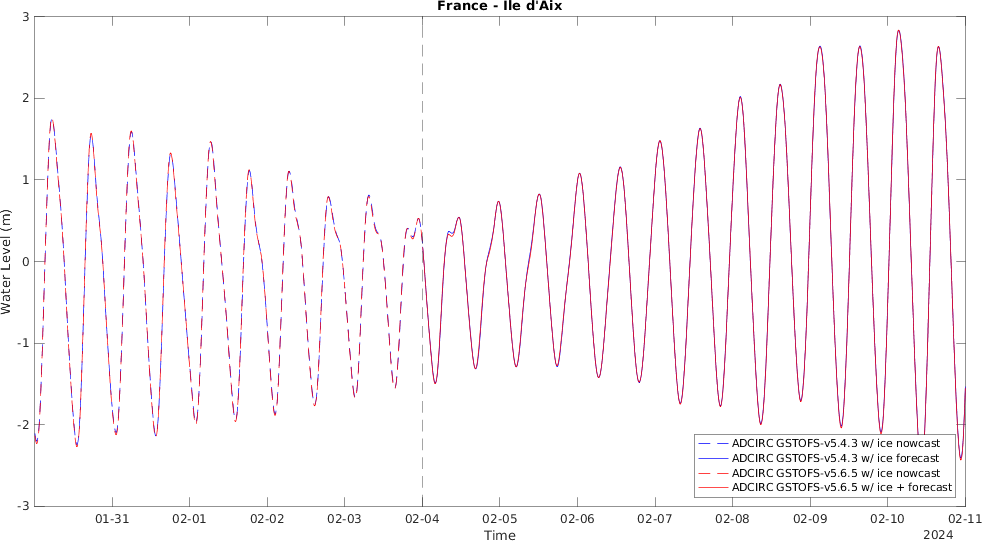 France - Ile d'Aix
3
2
1
0
-1
-2
-3
Water Level (m)
01-31
02-01
02-02
02-03
02-04
02-05
02-06
02-07
02-08
02-09
02-10
02-11
Time
2024
ADCIRC GSTOFS-v5.4.3 w/ ice nowcast
ADCIRC GSTOFS-v5.4.3 w/ ice forecast
ADCIRC GSTOFS-v5.6.5 w/ ice nowcast
ADCIRC GSTOFS-v5.6.5 w/ ice + forecast